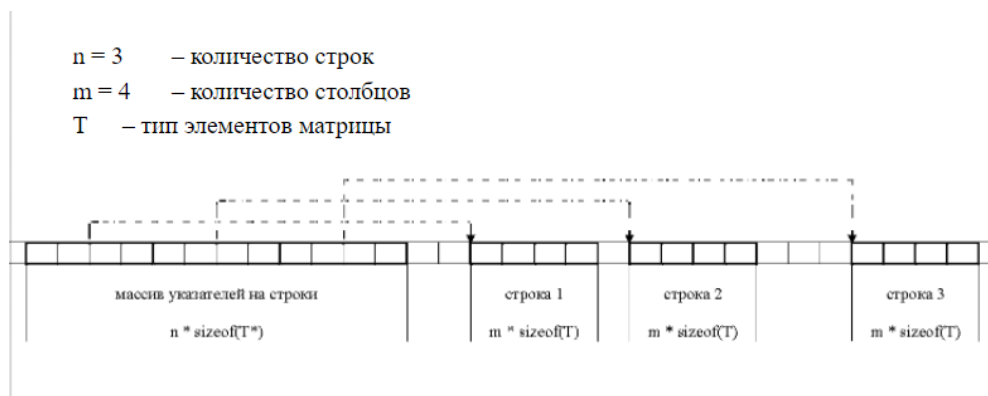 n = 3 – количество строк
m = 4 – количество столбцов
T – тип элементов матрицы
массив указателей на строки
строка 1
строка 2
строка 3
n * sizeof(T*)
m * sizeof(T)
m * sizeof(T)
m * sizeof(T)